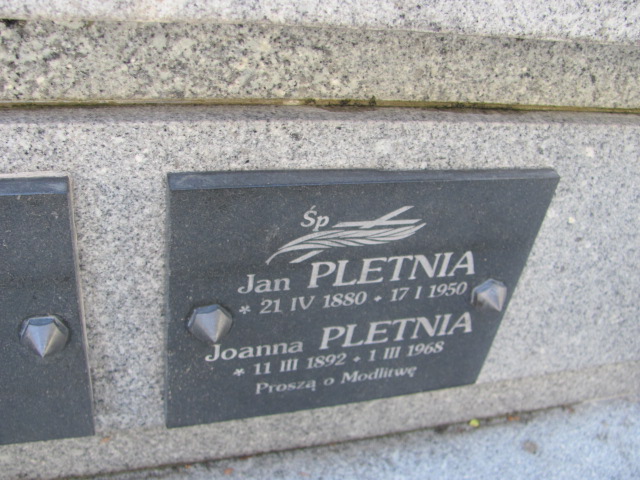 Śp
Jan PLETNIA
* 21 IV 1880 + 17 I 1950
Joanna PLETNIA
* 11 III 1892 + 1 III 1968
Proszą o Modlitwę